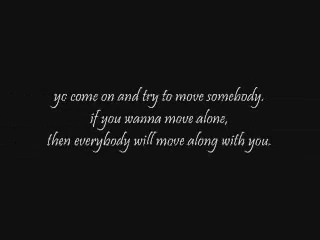 yo come on and try to move somebody.
if you wanna move alone,
then everybody will move along with you.